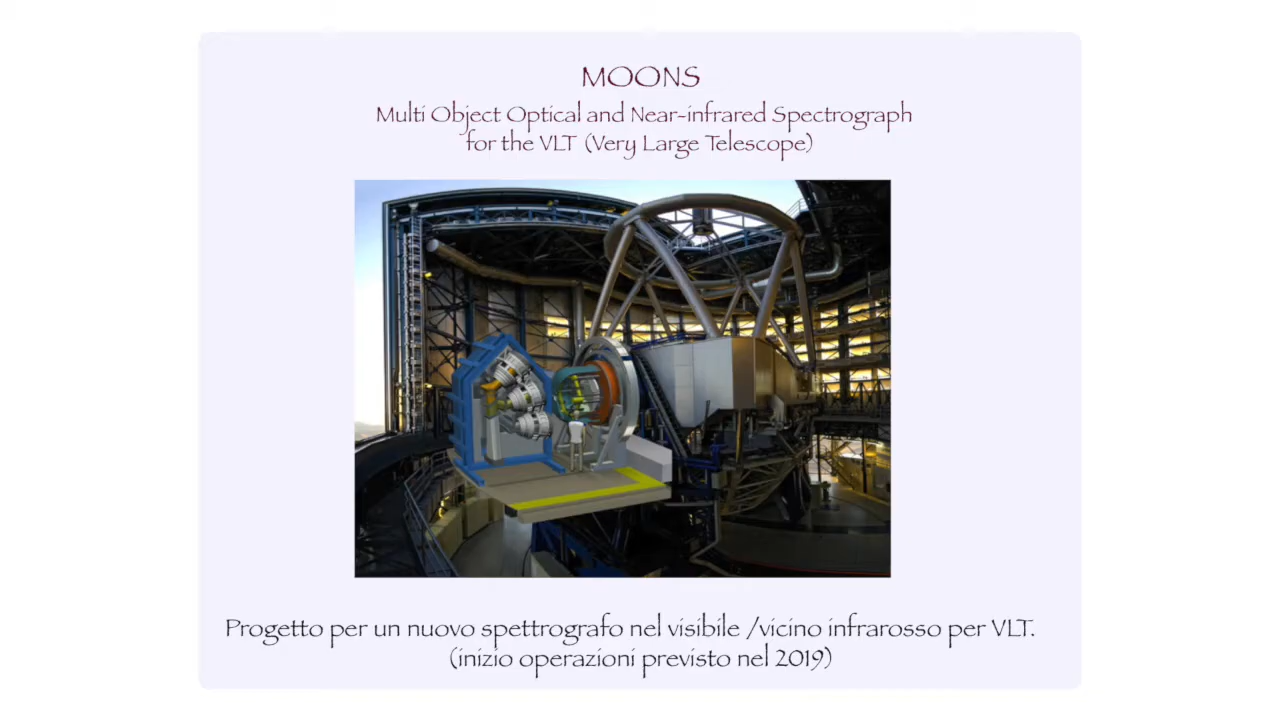 MOONS
Multi Object Optical and Near-infrared Spectrograph
for the VLT (Very Large Telescope)
Progetto per un nuovo spettrografo nel visibile /vicino infrarosso per VLT.
(inizio operazioni previsto nel 2019)